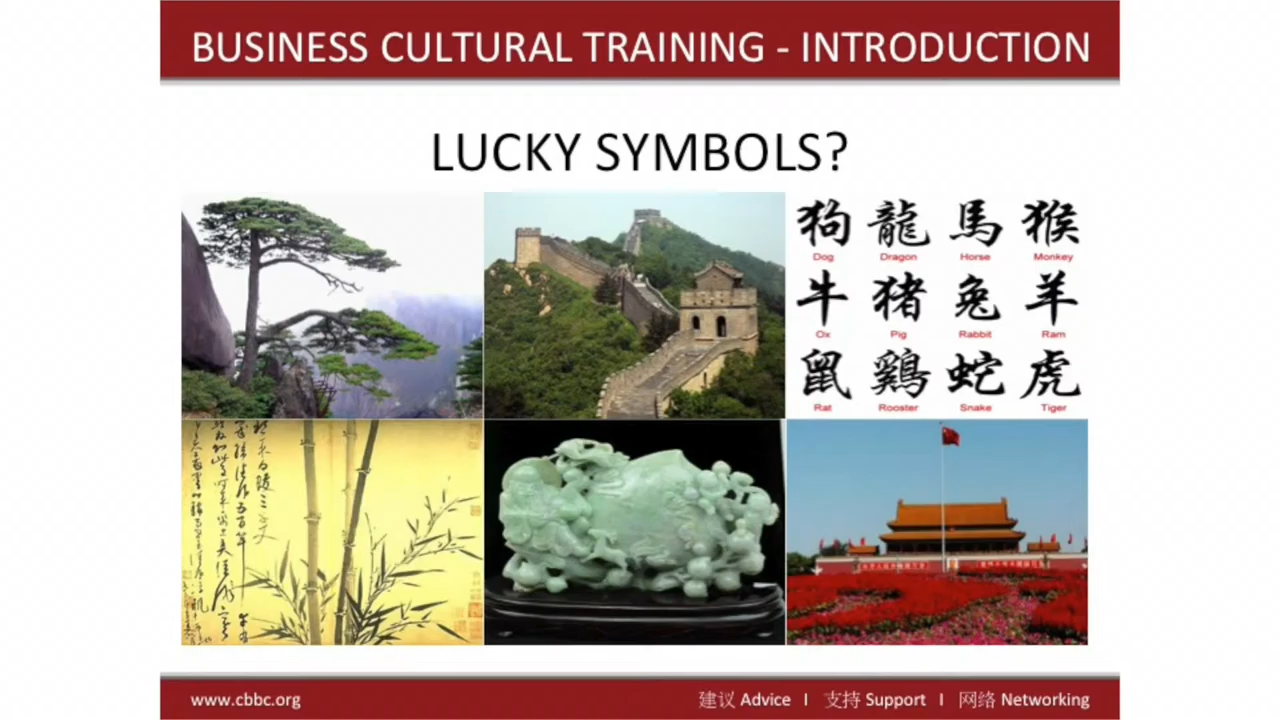 BUSINESS CULTURAL TRAINING - INTRODUCTION
LUCKY SYMBOLS?
狗 龍 馬 猴
Dog Dragon Horse Monkey
牛 猪 兔 羊
Ox Pig Rabbit Ram
鼠 鷄 蛇 虎
Rat Rooster Snake Tiger
www.cbbc.org
建议 Advice I 支持 Support I 网络 Networking